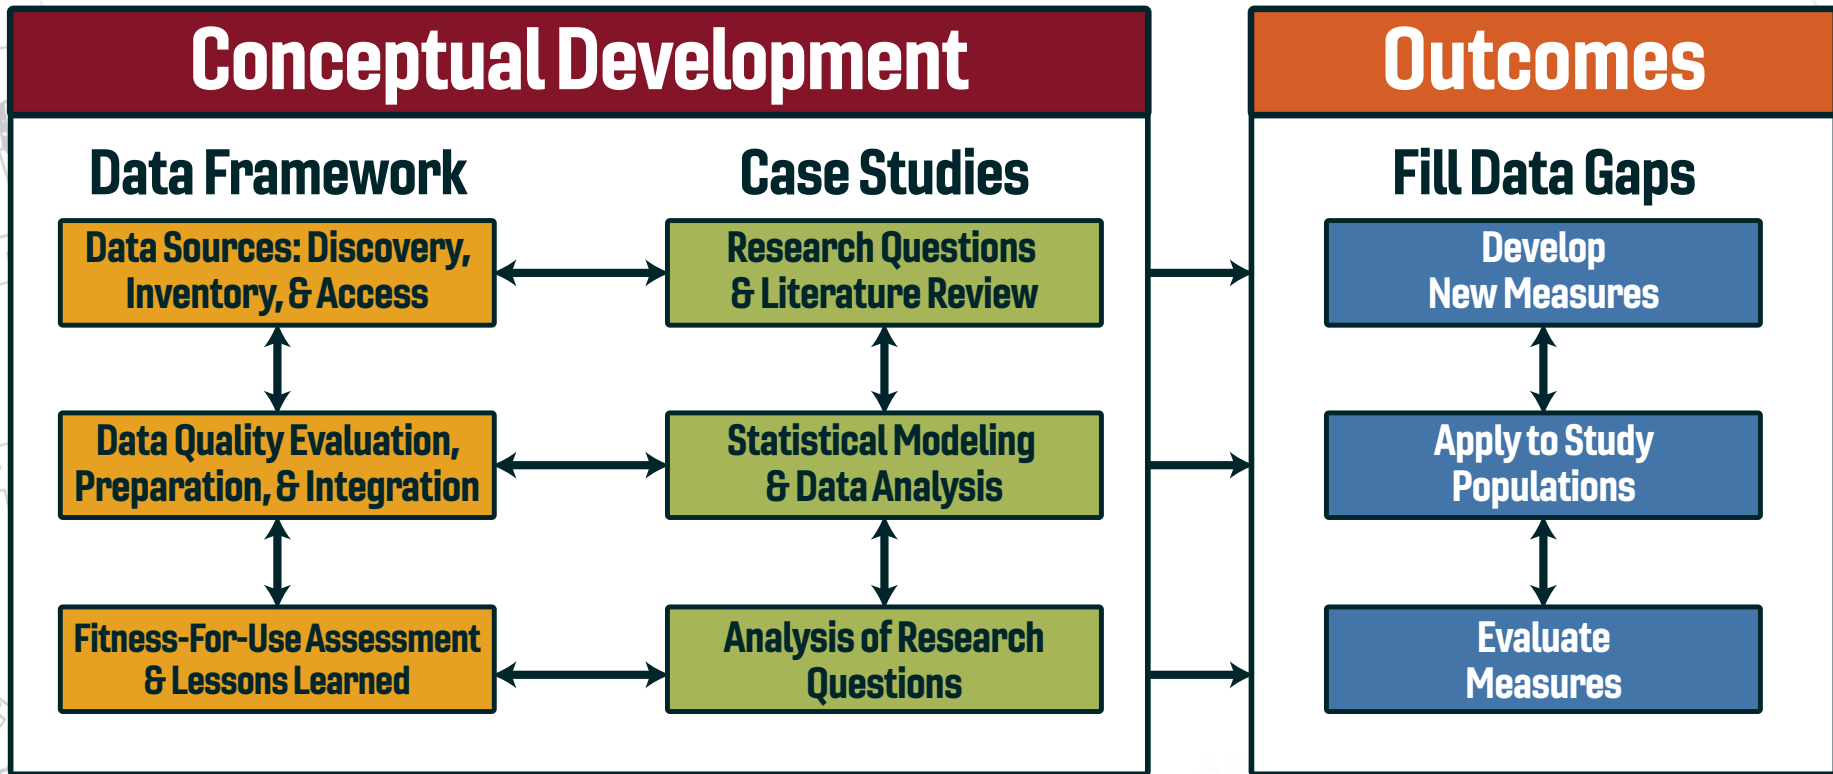 Conceptual Development
Outcomes
Data Framework
Case Studies
Fill Data Gaps
Data Sources: Discovery,
Inventory, & Access
Research Questions
& Literature Review
Develop
New Measures
Data Quality Evaluation,
Preparation, & Integration
Statistical Modeling
& Data Analysis
Apply to Study
Populations
Fitness-For-Use Assessment
& Lessons Learned
Analysis of Research
Questions
Evaluate
Measures